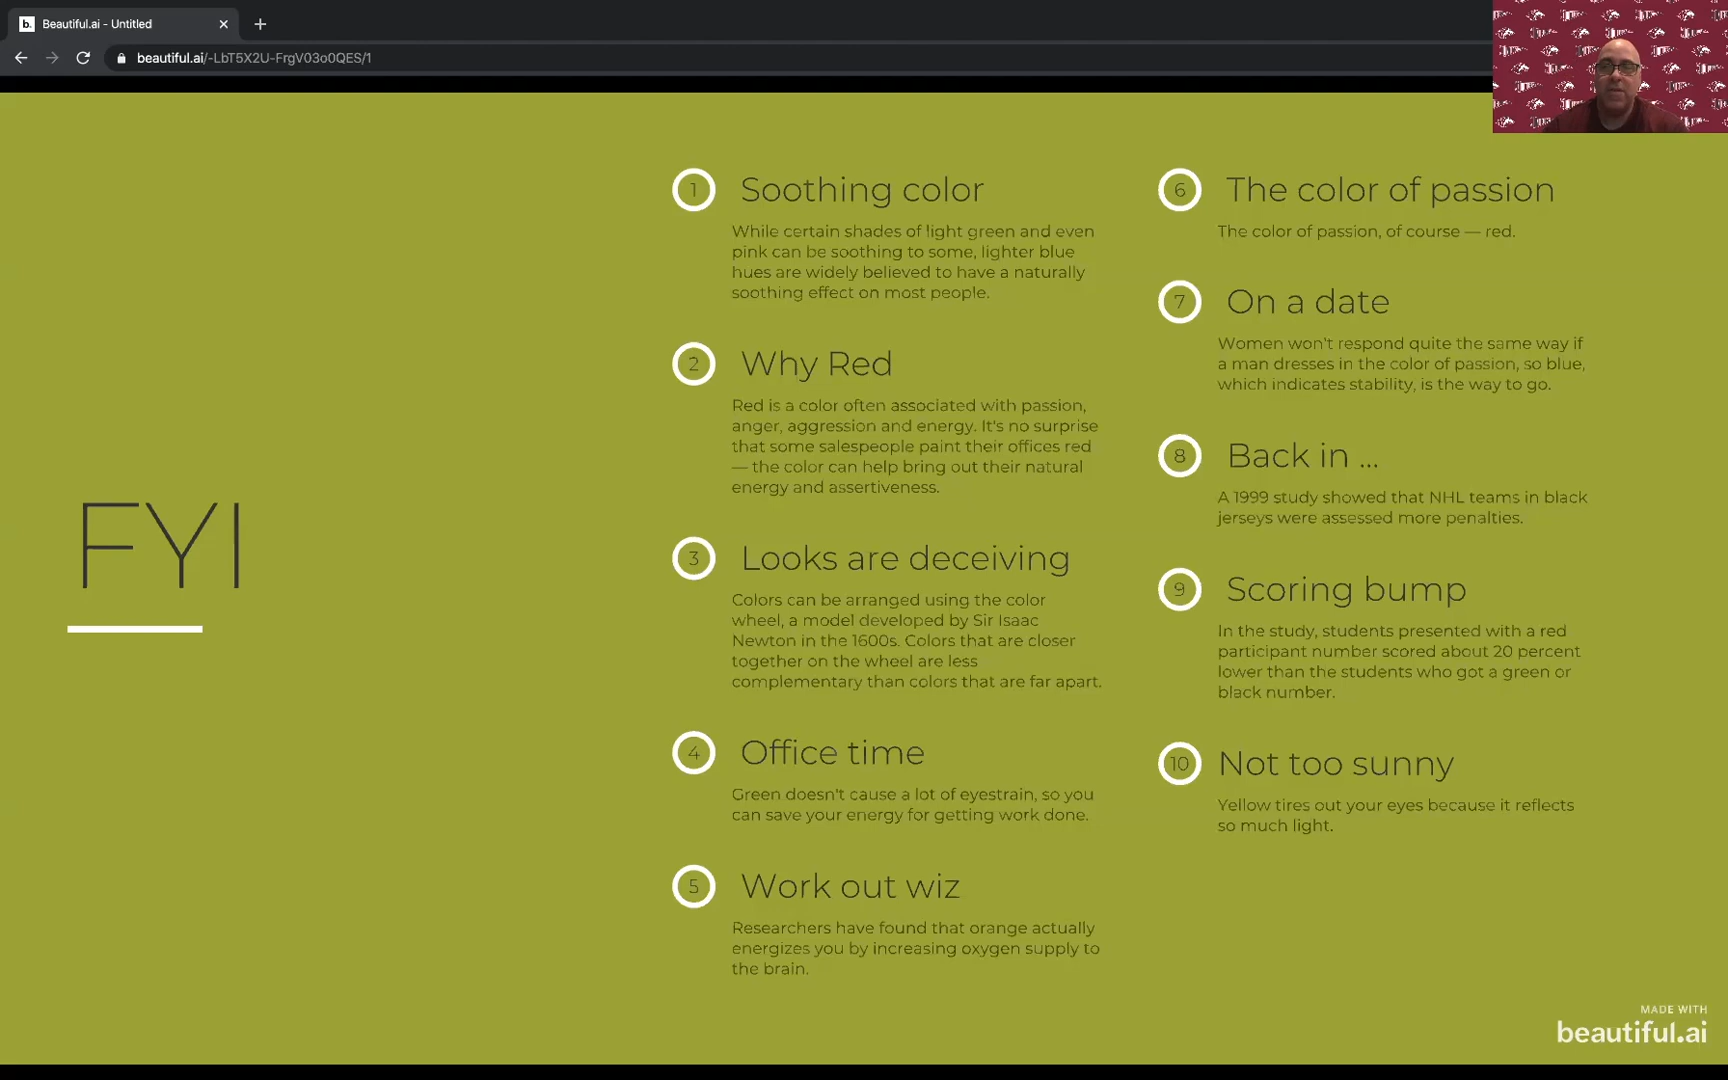 b. Beautiful.ai - Untitled
beautiful.ai/-LbT5X2U-FrgV03o0QES/1
FYI
1 Soothing color
While certain shades of light green and even
pink can be soothing to some, lighter blue
hues are widely believed to have a naturally
soothing effect on most people.
2 Why Red
Red is a color often associated with passion,
anger, aggression and energy. It's no surprise
that some salespeople paint their offices red
— the color can help bring out their natural
energy and assertiveness.
3 Looks are deceiving
Colors can be arranged using the color
wheel, a model developed by Sir Isaac
Newton in the 1600s. Colors that are closer
together on the wheel are less
complementary than colors that are far apart.
4 Office time
Green doesn't cause a lot of eyestrain, so you
can save your energy for getting work done.
5 Work out wiz
Researchers have found that orange actually
energizes you by increasing oxygen supply to
the brain.
6 The color of passion
The color of passion, of course — red.
7 On a date
Women won't respond quite the same way if
a man dresses in the color of passion, so blue,
which indicates stability, is the way to go.
8 Back in ...
A 1999 study showed that NHL teams in black
jerseys were assessed more penalties.
9 Scoring bump
In the study, students presented with a red
participant number scored about 20 percent
lower than the students who got a green or
black number.
10 Not too sunny
Yellow tires out your eyes because it reflects
so much light.
MADE WITH
beautiful.ai